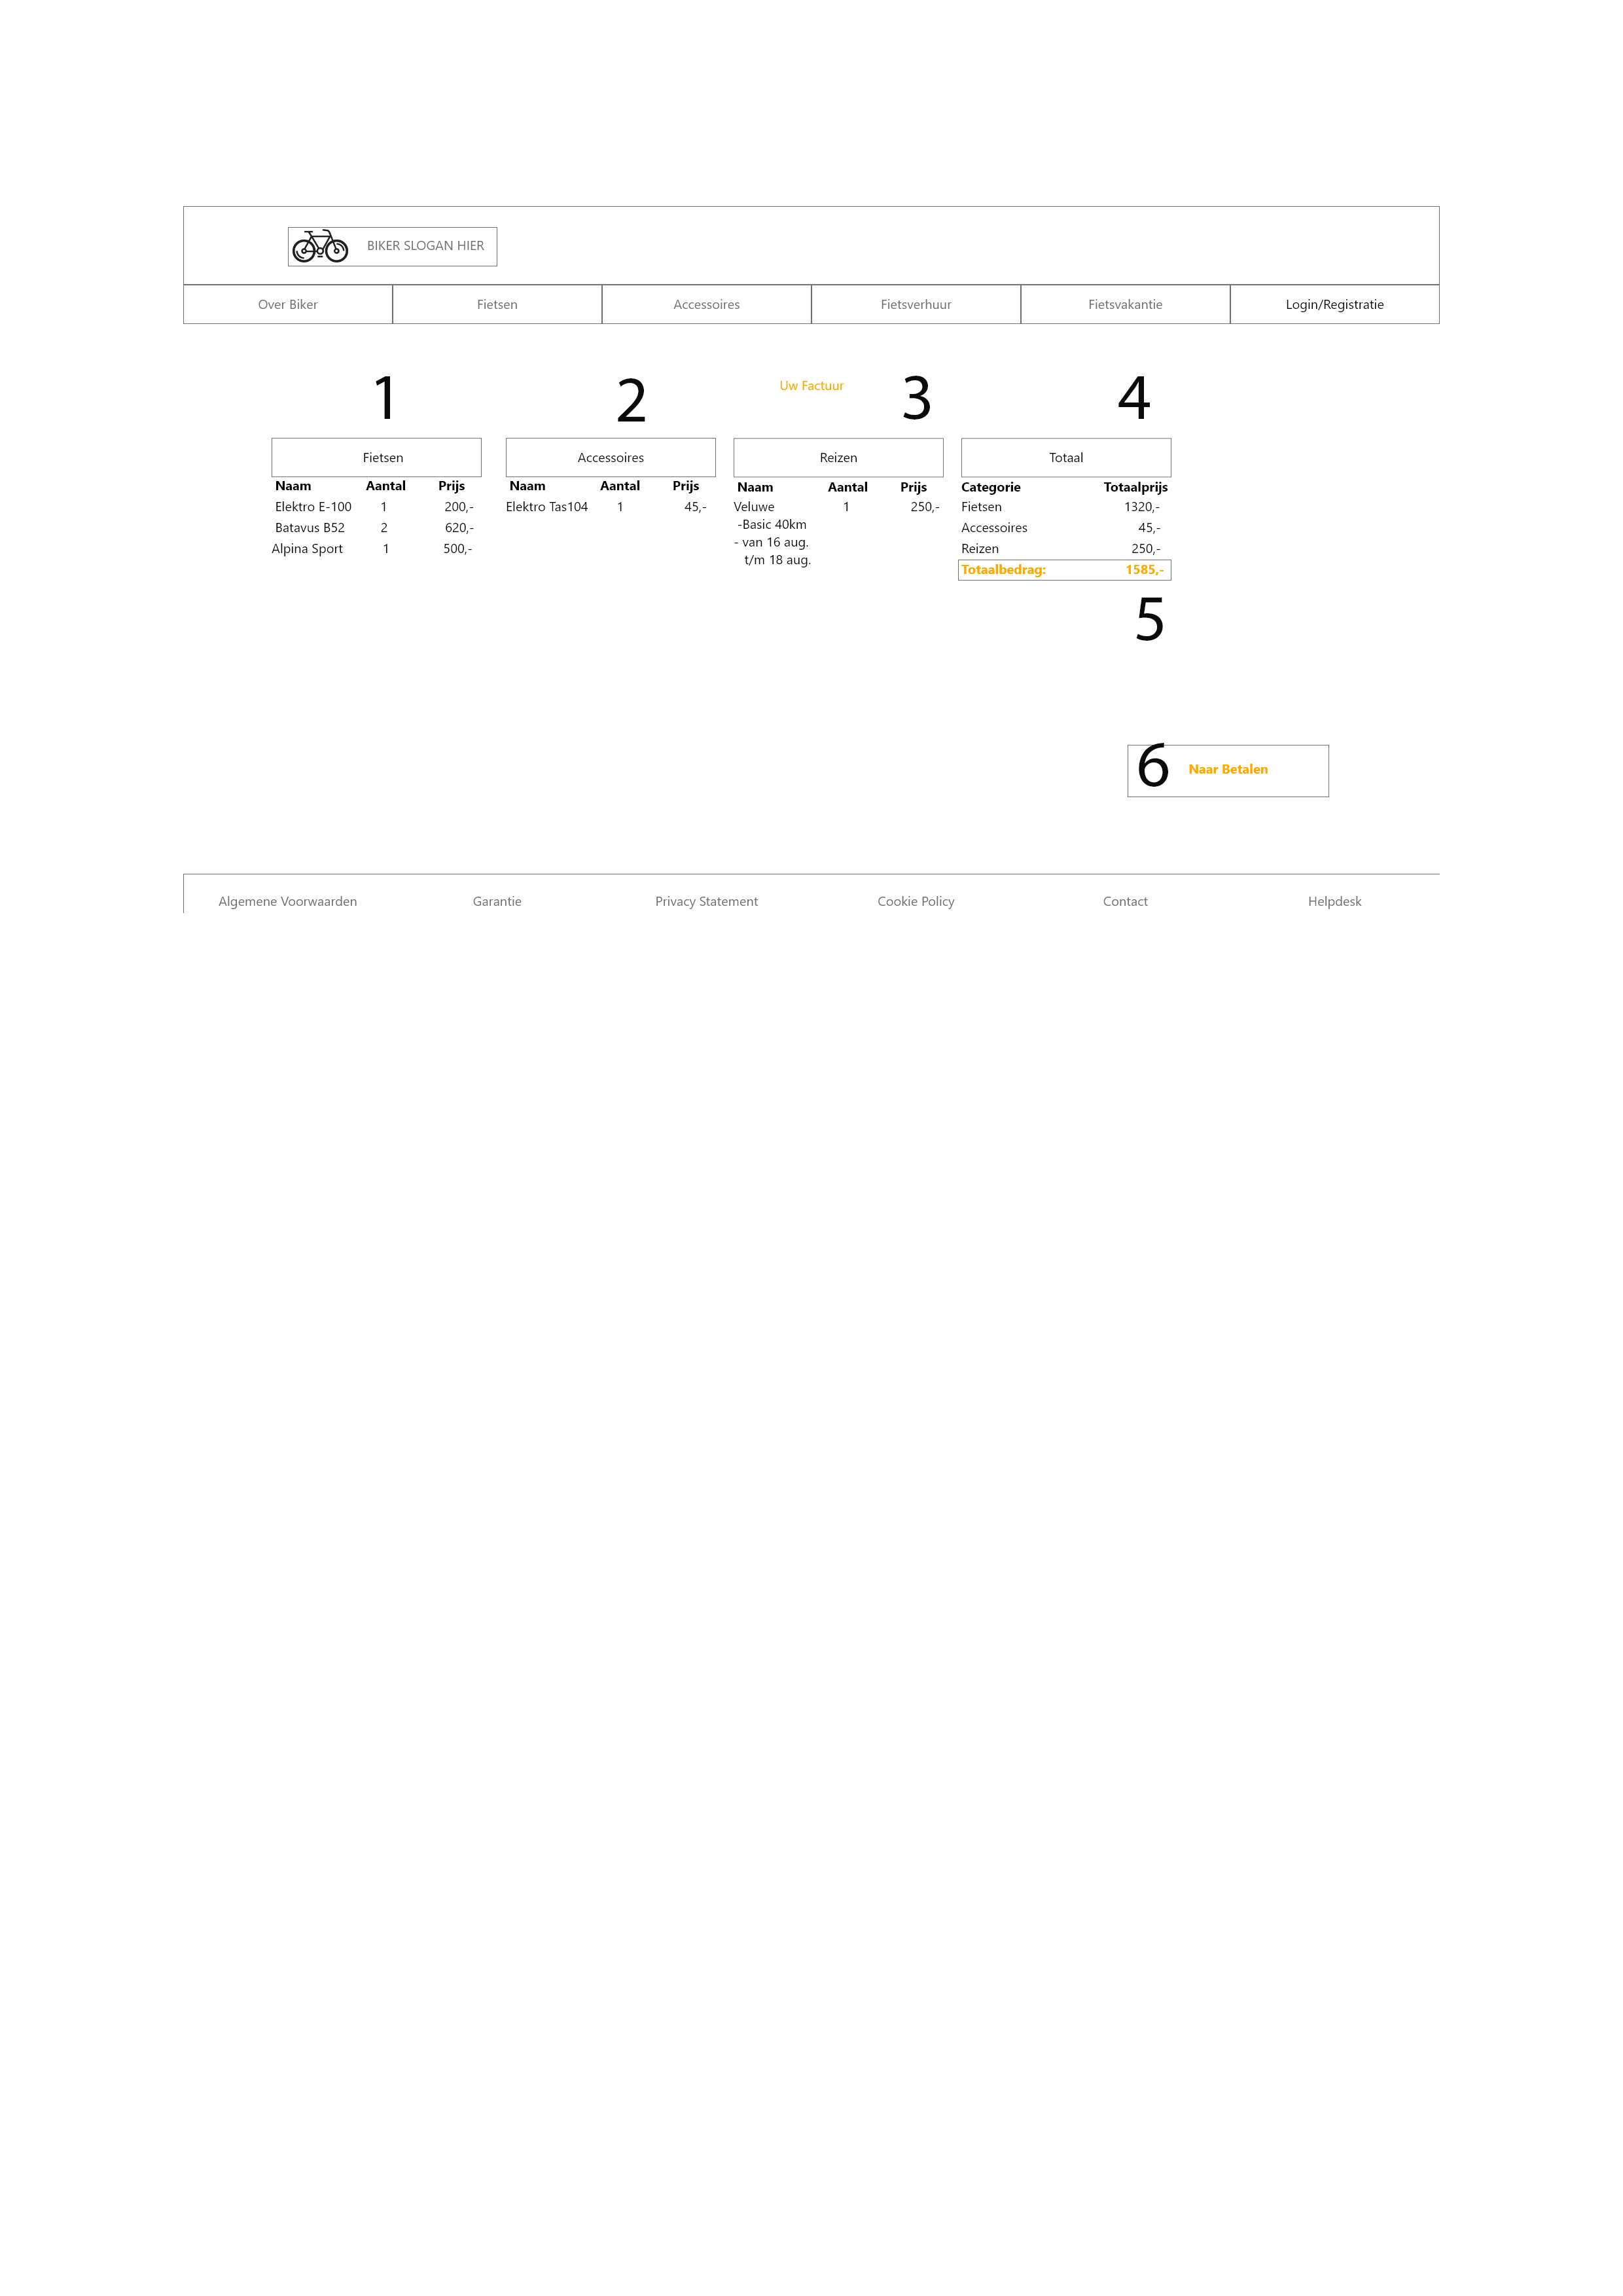 BIKER SLOGAN HIER
Over Biker Fietsen Accessoires Fietsverhuur Fietsvakantie Login/Registratie
Uw Factuur
1 2 3 4
Fietsen Accessoires Reizen Totaal
Naam Aantal Prijs Naam Aantal Prijs Naam Aantal Prijs Categorie Totaalprijs
Elektro E-100 1 200,- Elektro Tas104 1 45,- Veluwe 1 250,- Fietsen 1320,-
Batavus B52 2 620,- -Basic 40km Accessoires 45,-
Alpina Sport 1 500,- - van 16 aug. Reizen 250,-
t/m 18 aug. Totaalbedrag: 1585,-
5
6 Naar Betalen
Algemene Voorwaarden Garantie Privacy Statement Cookie Policy Contact Helpdesk